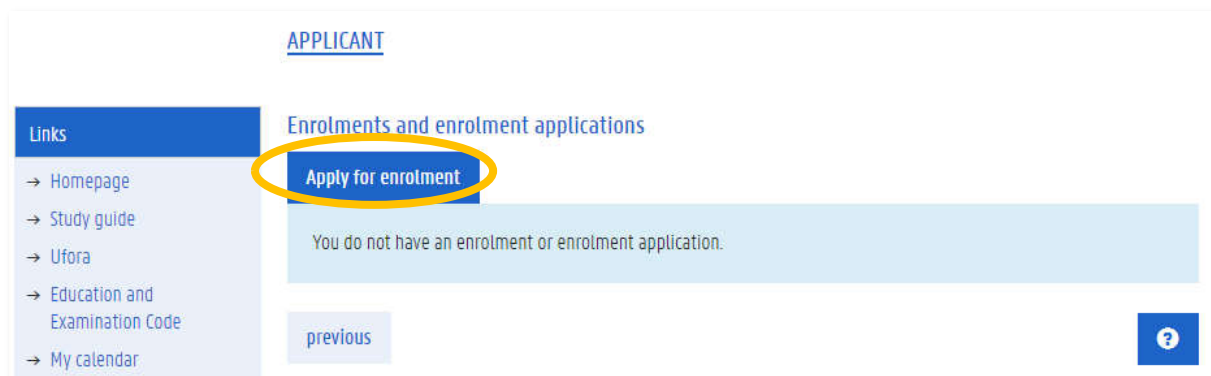 APPLICANT
Links
→ Homepage
→ Study guide
→ Ufora
→ Education and
Examination Code
→ My calendar
Enrolments and enrolment applications
Apply for enrolment
You do not have an enrolment or enrolment application.
previous
?